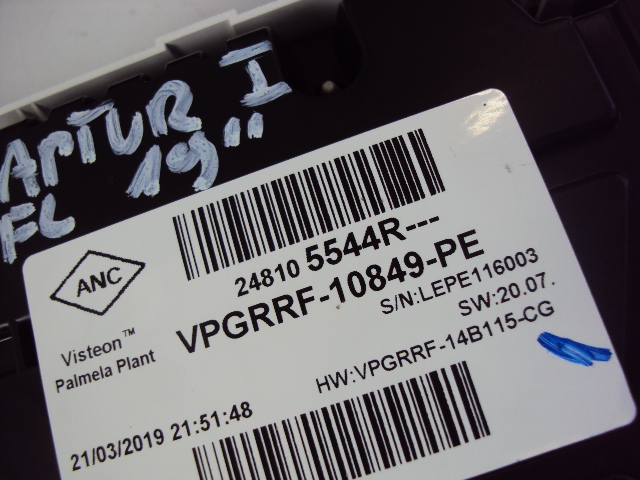 APTUR I
FL 19"
24810 5544R---
VPGRRF-10849-PE
ANC
S/N:LEPE116003
SW:20.07.
Visteon™
Palmela Plant
HW:VPGRRF-14B115-CG
21/03/2019 21:51:48